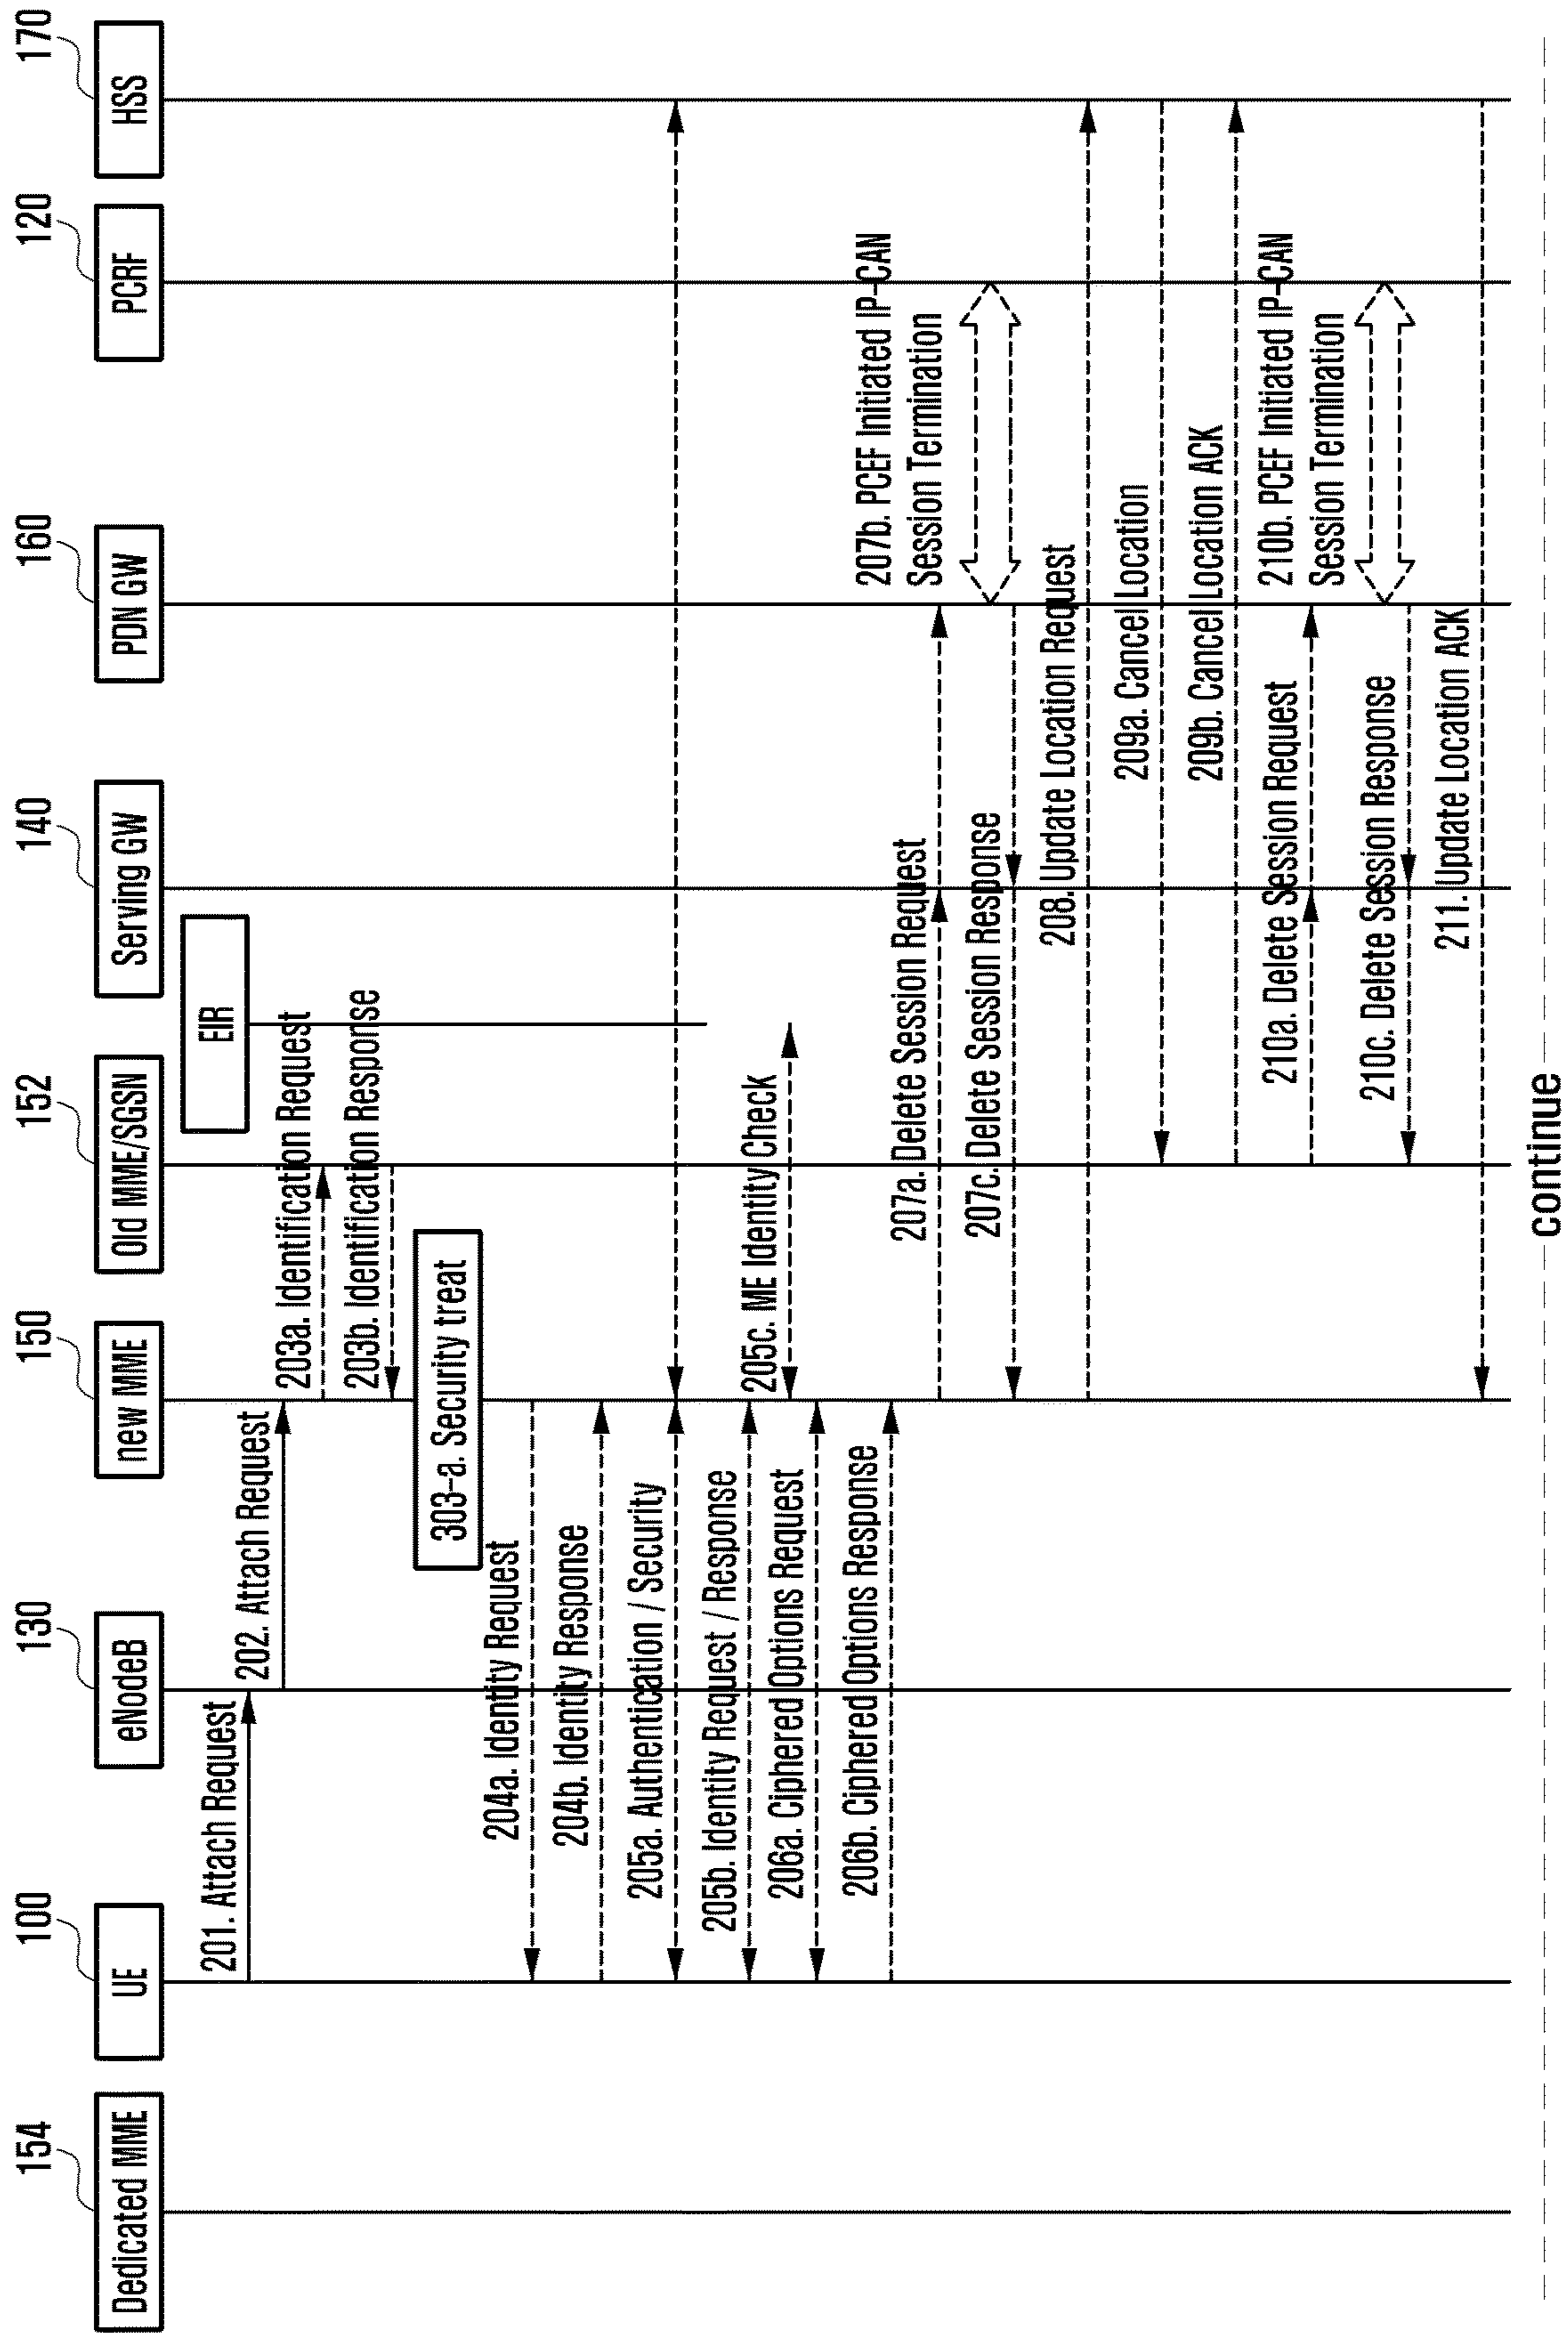 154
100
130
150
152
140
160
120
170
Dedicated MME
UE
eNodeB
new MME
Old MME/SGSN
Serving GW
PDN GW
PCRF
HSS
EIR
201. Attach Request
202. Attach Request
203a. Identification Request
203b. Identification Response
303-a. Security treat
204a. Identity Request
204b. Identity Response
205a. Authentication / Security
205b. Identity Request / Response
205c. ME Identity Check
206a. Ciphered Options Request
206b. Ciphered Options Response
207a. Delete Session Request
207b. PCEF Initiated IP-CAN
Session Termination
207c. Delete Session Response
208. Update Location Request
209a. Cancel Location
209b. Cancel Location ACK
210a. Delete Session Request
210b. PCEF Initiated IP-CAN
Session Termination
210c. Delete Session Response
211. Update Location ACK
continue